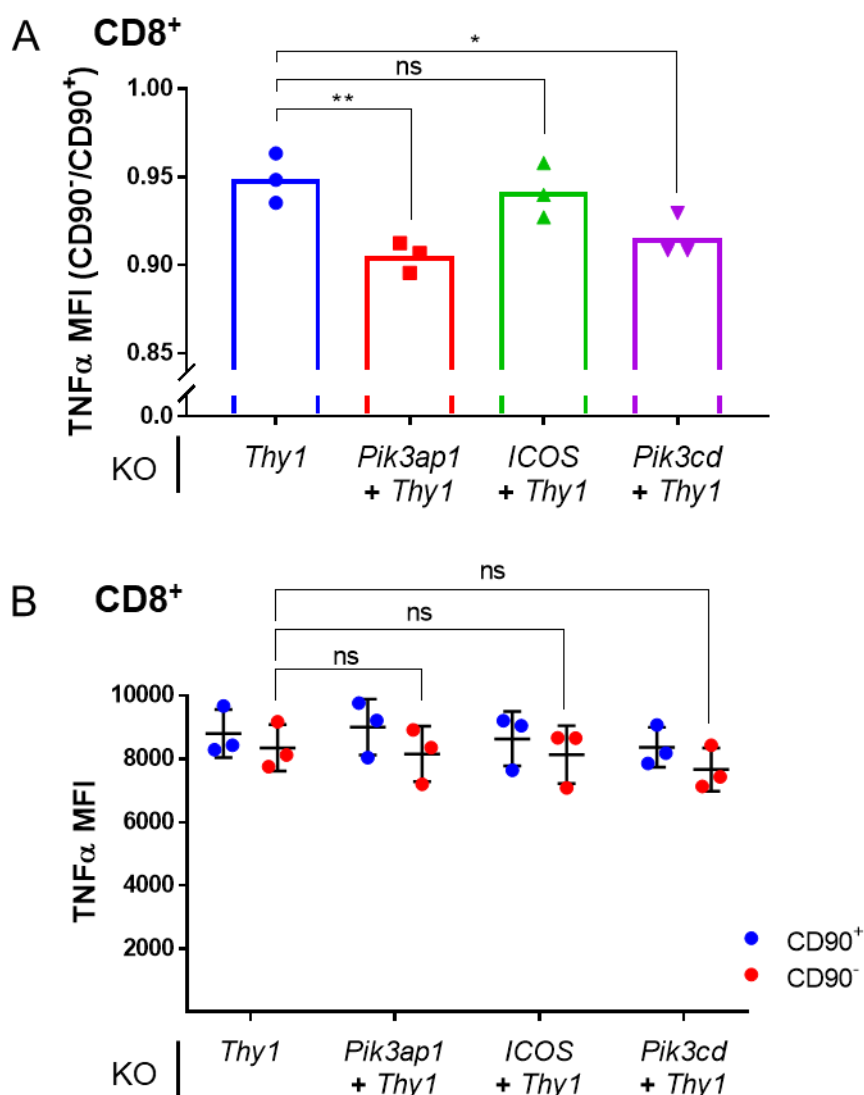 A CD8⁺
*
ns
**
TNFα MFI (CD90⁻/CD90⁺)
1.00
0.95
0.90
0.85
0.0
KO
Thy1
Pik3ap1
+ Thy1
ICOS
+ Thy1
Pik3cd
+ Thy1
B CD8⁺
ns
ns
ns
TNFα MFI
10000
8000
6000
4000
2000
CD90⁺
CD90⁻
KO
Thy1
Pik3ap1
+ Thy1
ICOS
+ Thy1
Pik3cd
+ Thy1